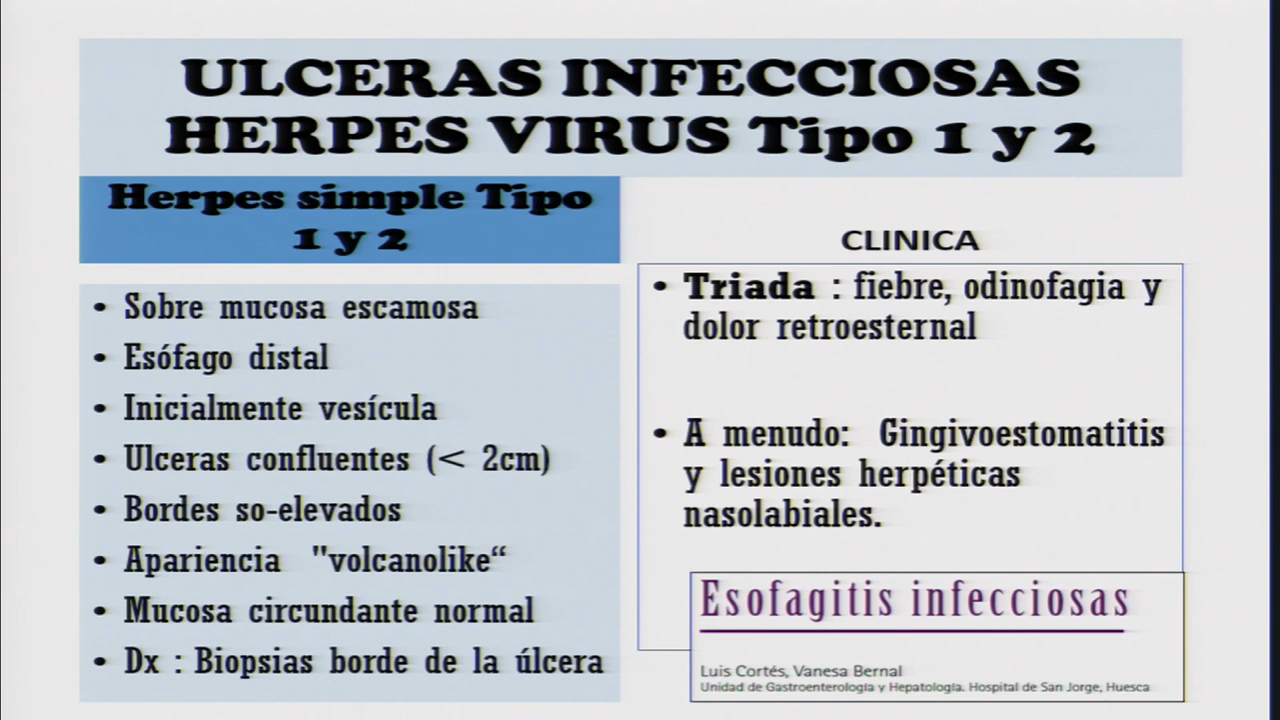 ULCERAS INFECCIOSAS
HERPES VIRUS Tipo 1 y 2
Herpes simple Tipo
1 y 2
• Sobre mucosa escamosa
• Esófago distal
• Inicialmente vesícula
• Ulceras confluentes (< 2cm)
• Bordes so-elevados
• Apariencia "volcanolike“
• Mucosa circundante normal
• Dx : Biopsias borde de la úlcera
CLINICA
• Triada : fiebre, odinofagia y
dolor retroesternal
• A menudo: Gingivoestomatitis
y lesiones herpéticas
nasolabiales.
Esofagitis infecciosas
Luis Cortés, Vanesa Bernal
Unidad de Gastroenterología y Hepatología. Hospital de San Jorge, Huesca